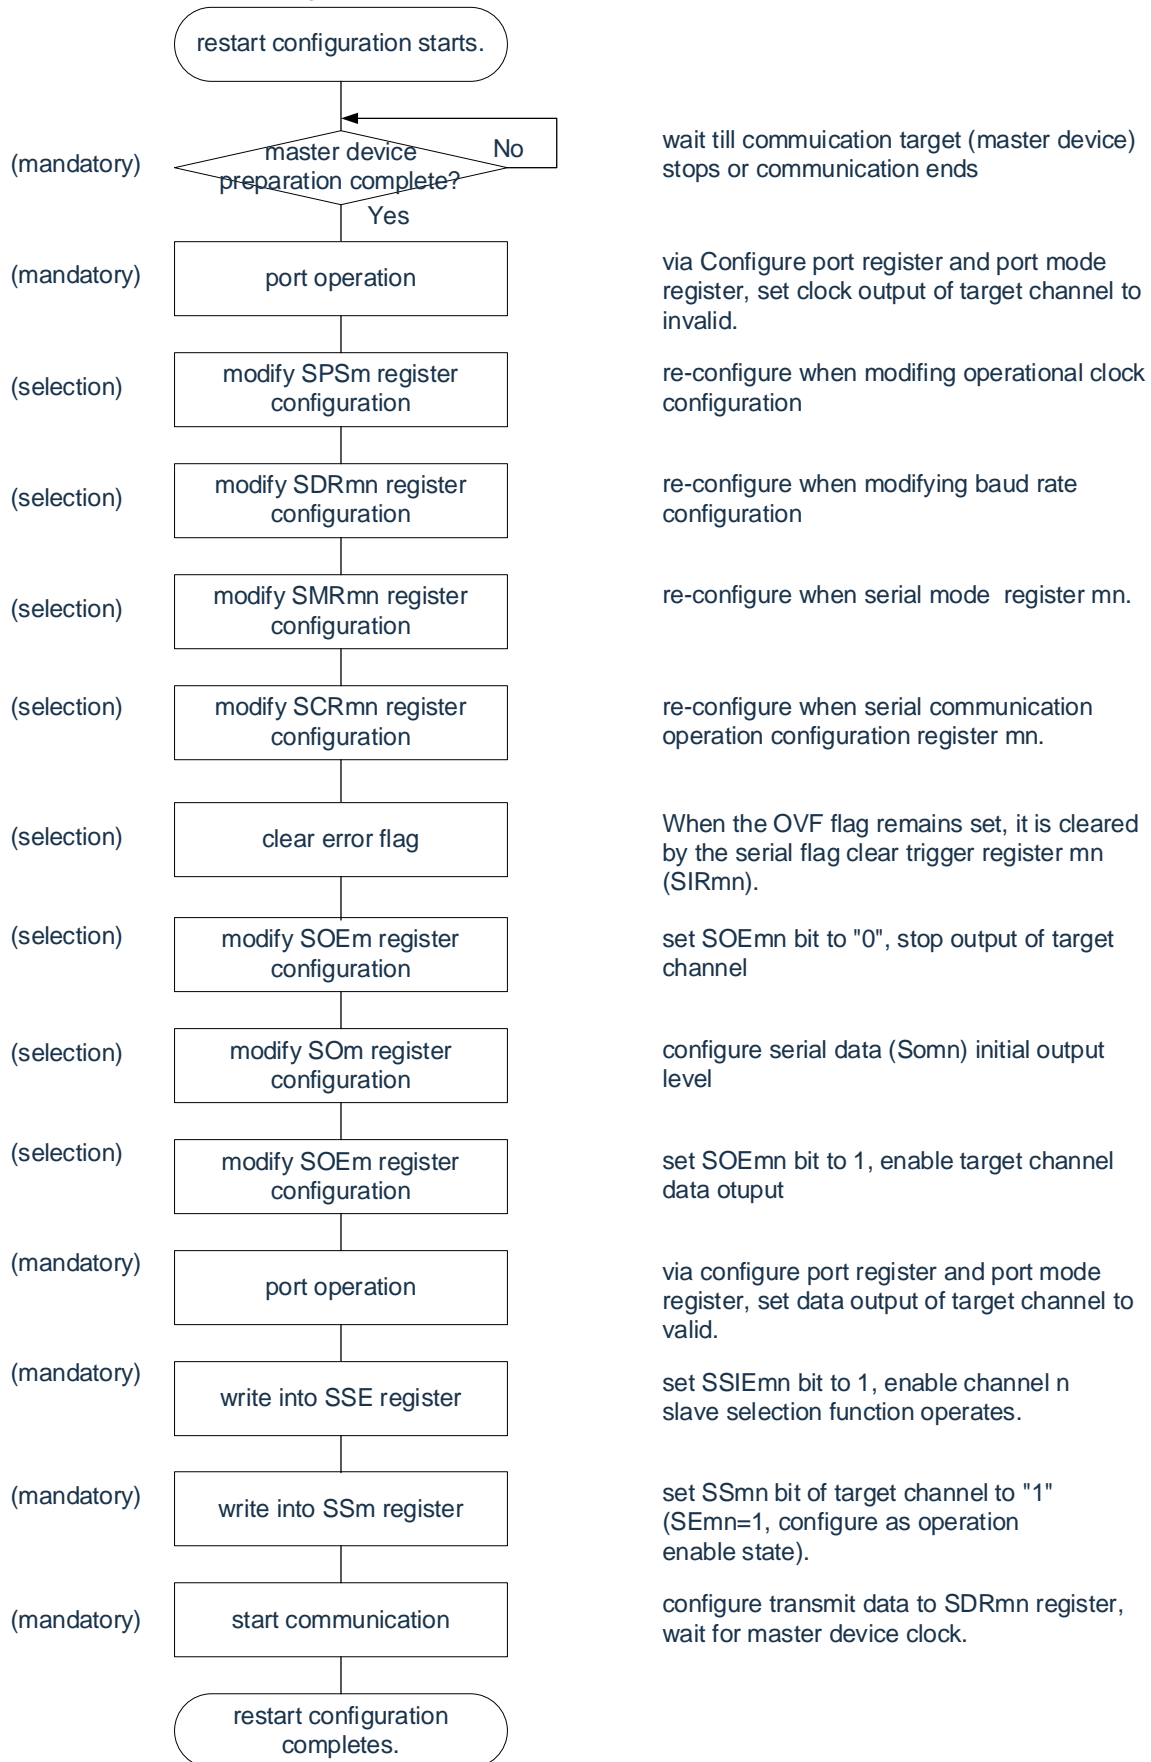 restart configuration starts.
(mandatory)
master device
preparation complete?
No
Yes
wait till commuication target (master device)
stops or communication ends
(mandatory)
port operation
via Configure port register and port mode
register, set clock output of target channel to
invalid.
(selection)
modify SPSm register
configuration
re-configure when modifing operational clock
configuration
(selection)
modify SDRmn register
configuration
re-configure when modifying baud rate
configuration
(selection)
modify SMRmn register
configuration
re-configure when serial mode  register mn.
(selection)
modify SCRmn register
configuration
re-configure when serial communication
operation configuration register mn.
(selection)
clear error flag
When the OVF flag remains set, it is cleared
by the serial flag clear trigger register mn
(SIRmn).
(selection)
modify SOEm register
configuration
set SOEmn bit to "0", stop output of target
channel
(selection)
modify SOm register
configuration
configure serial data (Somn) initial output
level
(selection)
modify SOEm register
configuration
set SOEmn bit to 1, enable target channel
data otuput
(mandatory)
port operation
via configure port register and port mode
register, set data output of target channel to
valid.
(mandatory)
write into SSE register
set SSIEmn bit to 1, enable channel n
slave selection function operates.
(mandatory)
write into SSm register
set SSmn bit of target channel to "1"
(SEmn=1, configure as operation
enable state).
(mandatory)
start communication
configure transmit data to SDRmn register,
wait for master device clock.
restart configuration
completes.